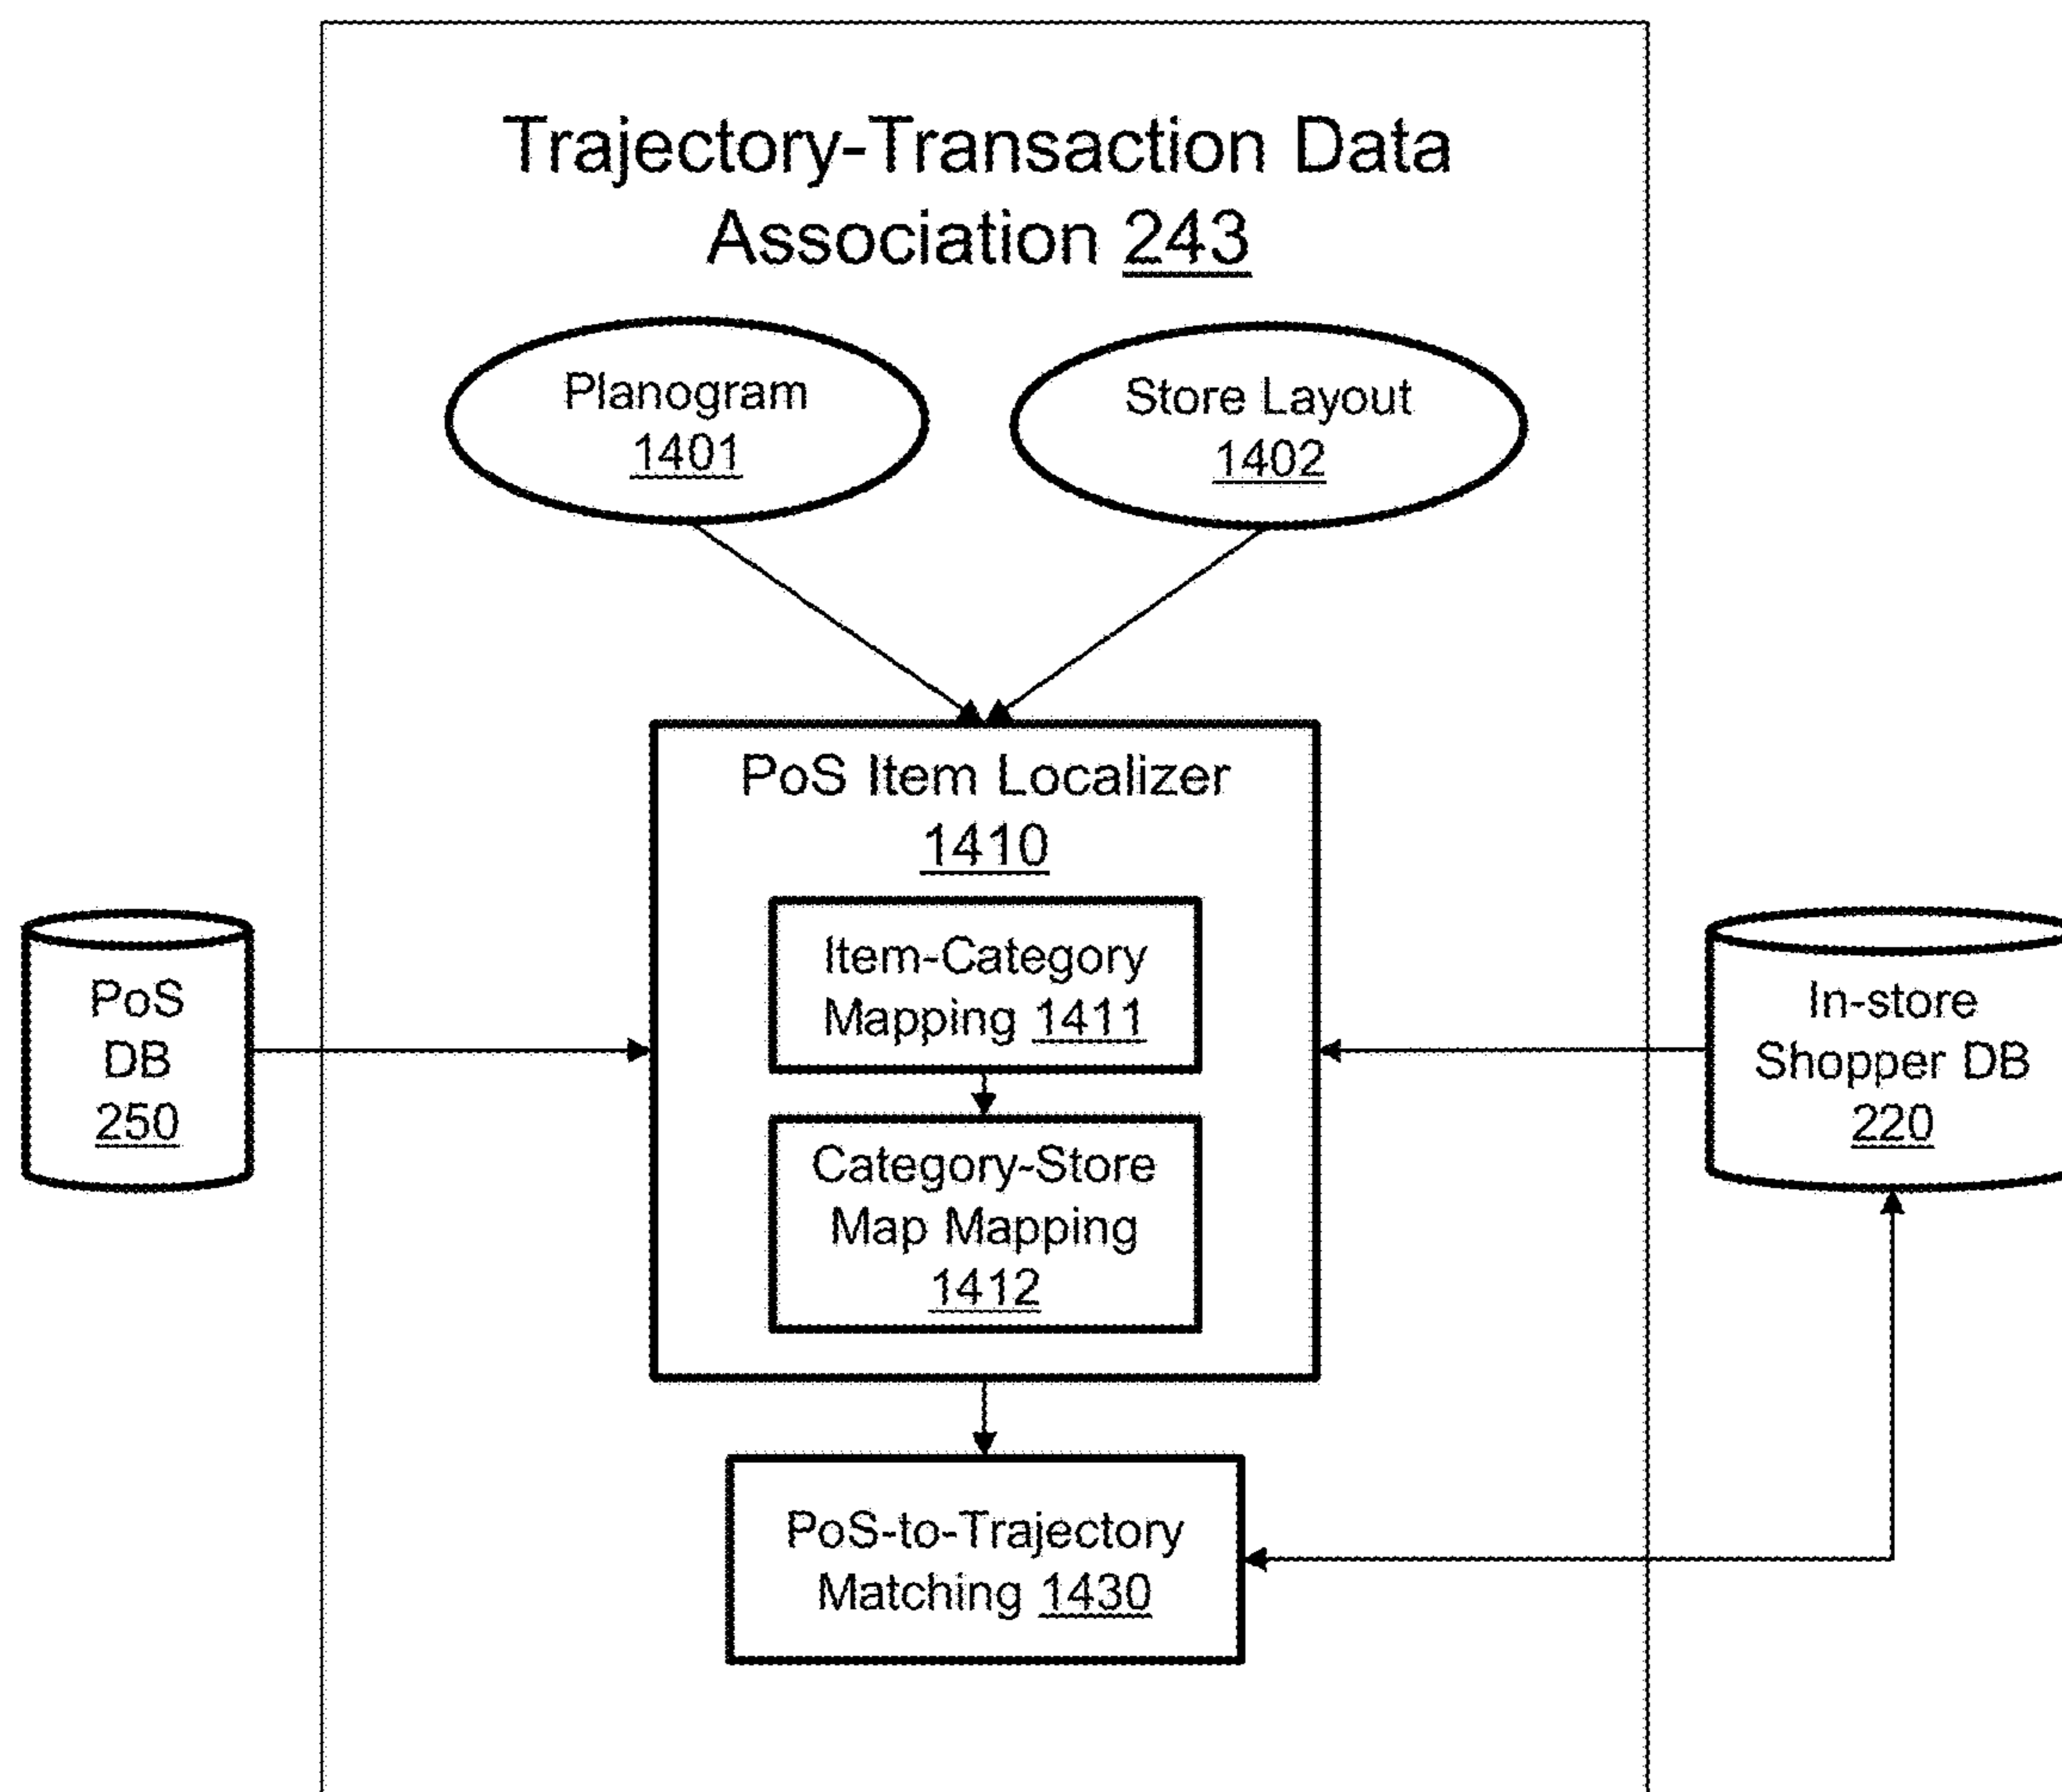 Trajectory-Transaction Data
Association 243
Planogram
1401
Store Layout
1402
PoS Item Localizer
1410
Item-Category
Mapping 1411
Category-Store
Map Mapping
1412
PoS
DB
250
In-store
Shopper DB
220
PoS-to-Trajectory
Matching 1430